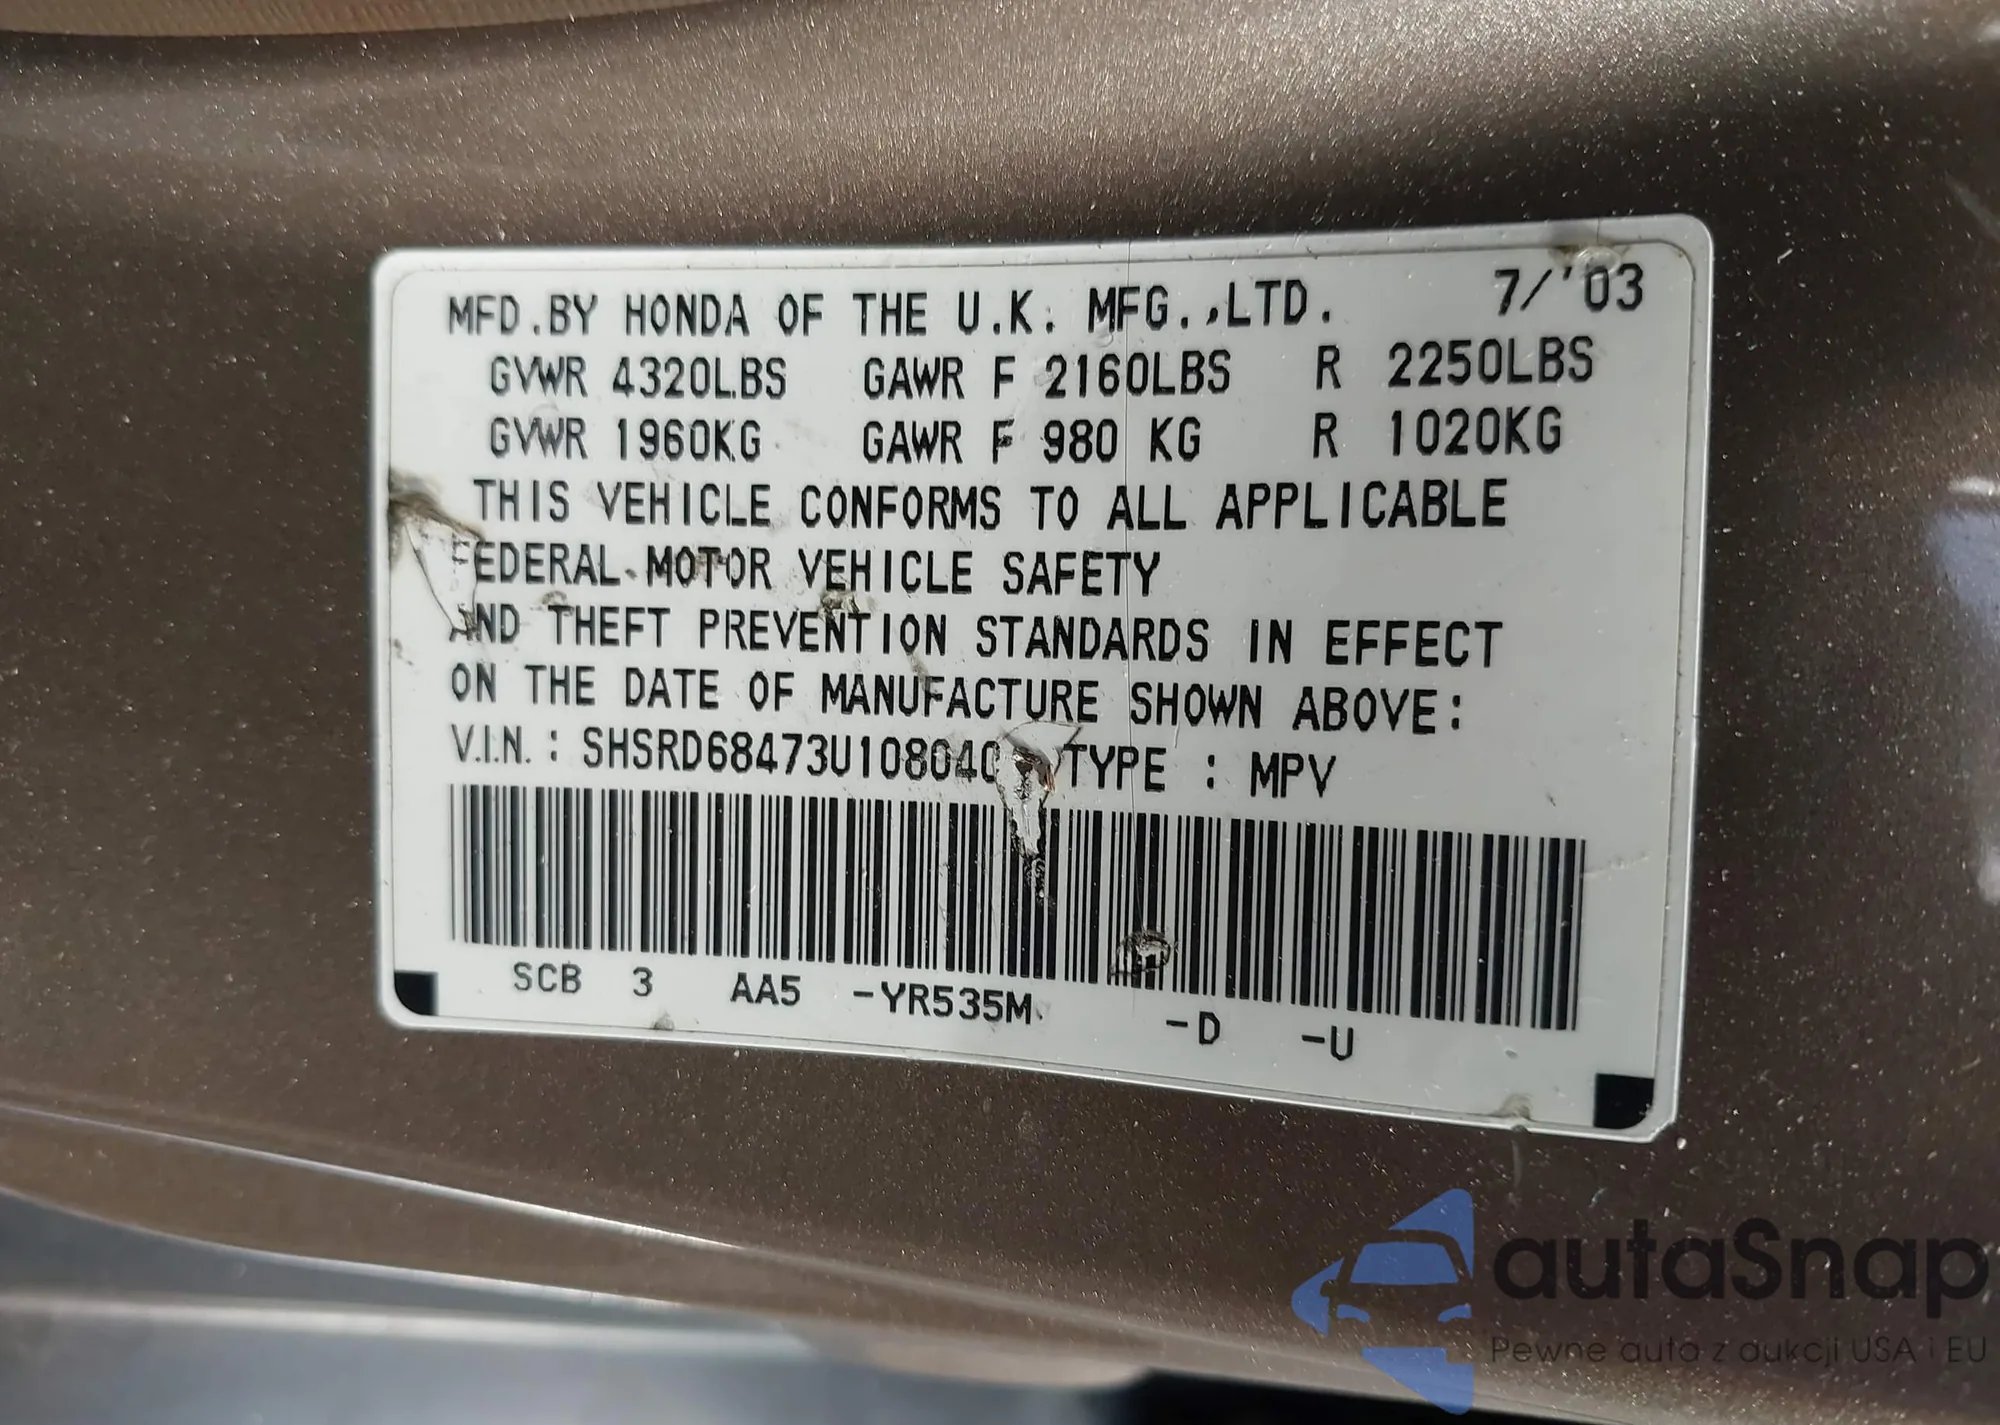 MFD.BY HONDA OF THE U.K. MFG.,LTD. 7/'03
GVWR 4320LBS GAWR F 2160LBS R 2250LBS
GVWR 1960KG GAWR F 980 KG R 1020KG
THIS VEHICLE CONFORMS TO ALL APPLICABLE
FEDERAL MOTOR VEHICLE SAFETY
AND THEFT PREVENTION STANDARDS IN EFFECT
ON THE DATE OF MANUFACTURE SHOWN ABOVE:
V.I.N. : TYPE : MPV
SCB 3 AA5 -YR535M -D -U
autaSnap
Pewne auta z aukcji USA i EU